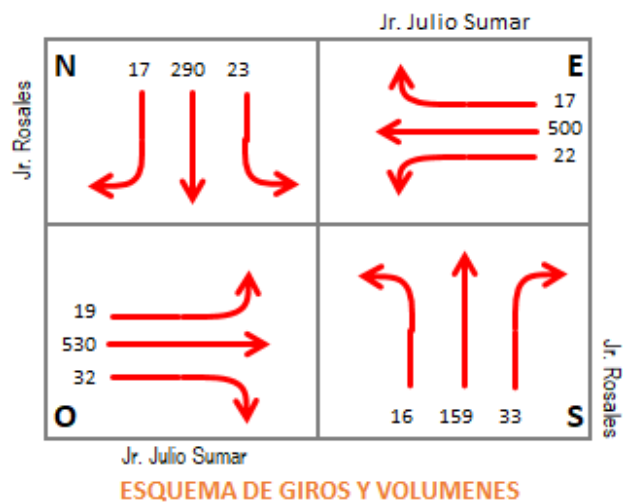 Jr. Julio Sumar
N 17 290 23
E
17
500
22
Jr. Rosales
19
530
32
O
16 159 33 S
Jr. Rosales
Jr. Julio Sumar
ESQUEMA DE GIROS Y VOLUMENES